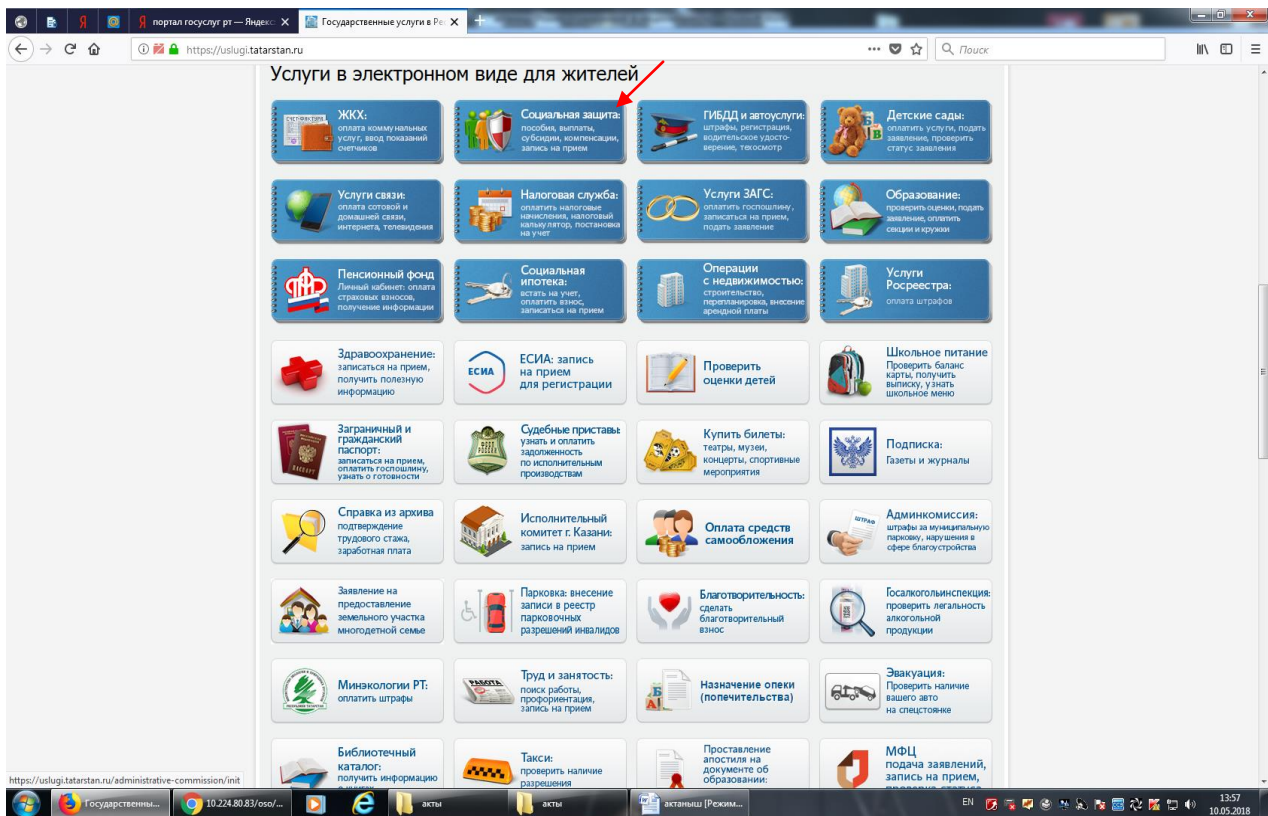 портал госуслуг рт — Яндекс
Государственные услуги в Рес
https://uslugi.tatarstan.ru
Поиск
Услуги в электронном виде для жителей
ЖКХ:
оплата коммунальных
услуг, ввод показаний
счетчиков
Социальная защита:
пособия, выплаты,
субсидии, компенсации,
запись на прием
ГИБДД и автоуслуги:
штрафы, регистрация,
водительское удосто-
верение, техосмотр
Детские сады:
оплатить услуги, подать
заявление, проверить
статус заявления
Услуги связи:
оплата сотовой и
домашней связи,
интернета, телевидения
Налоговая служба:
оплатить налоговые
начисления, налоговый
калькулятор, постановка
на учет
Услуги ЗАГС:
оплатить госпошлину,
записаться на прием,
подать заявление
Образование:
проверить оценки, подать
заявление, оплатить
секции и кружки
Пенсионный фонд
Личный кабинет: оплата
страховых взносов,
получение информации
Социальная
ипотека:
встать на учет,
оплатить взнос,
записаться на прием
Операции
с недвижимостью:
строительство,
перепланировка, внесение
арендной платы
Услуги
Росреестра:
оплата штрафов
Здравоохранение:
записаться на прием,
получить полезную
информацию
ЕСИА
ЕСИА: запись
на прием
для регистрации
Проверить
оценки детей
Школьное питание
Проверить баланс
карты, получить
выписку, узнать
школьное меню
Заграничный и
гражданский
паспорт:
записаться на прием,
оплатить госпошлину,
узнать о готовности
Судебные приставы:
узнать и оплатить
задолженность
по исполнительным
производствам
Купить билеты:
театры, музеи,
концерты, спортивные
мероприятия
Подписка:
Газеты и журналы
Справка из архива
подтверждение
трудового стажа,
заработная плата
Исполнительный
комитет г. Казани:
запись на прием
Оплата средств
самообложения
ШТРАФ
Админкомиссия:
штрафы за муниципальную
парковку, нарушения в
сфере благоустройства
Заявление на
предоставление
земельного участка
многодетной семье
Парковка: внесение
записи в реестр
парковочных
разрешений инвалидов
Благотворительность:
сделать
благотворительный
взнос
Госалкогольинспекция:
проверить легальность
алкогольной
продукции
Минэкологии РТ:
оплатить штрафы
РАБОТА
Труд и занятость:
поиск работы,
профориентация,
запись на прием
Назначение опеки
(попечительства)
Эвакуация:
Проверить наличие
вашего авто
на спецстоянке
Библиотечный
каталог:
получить информацию
Такси:
проверить наличие
разрешения
Проставление
апостиля на
документе об
образовании:
МФЦ
подача заявлений,
запись на прием,
https://uslugi.tatarstan.ru/administrative-commission/init
Государственны...
10.224.80.83/oso/...
акты
акты
актаныш [Режим...
EN
13:57
10.05.2018